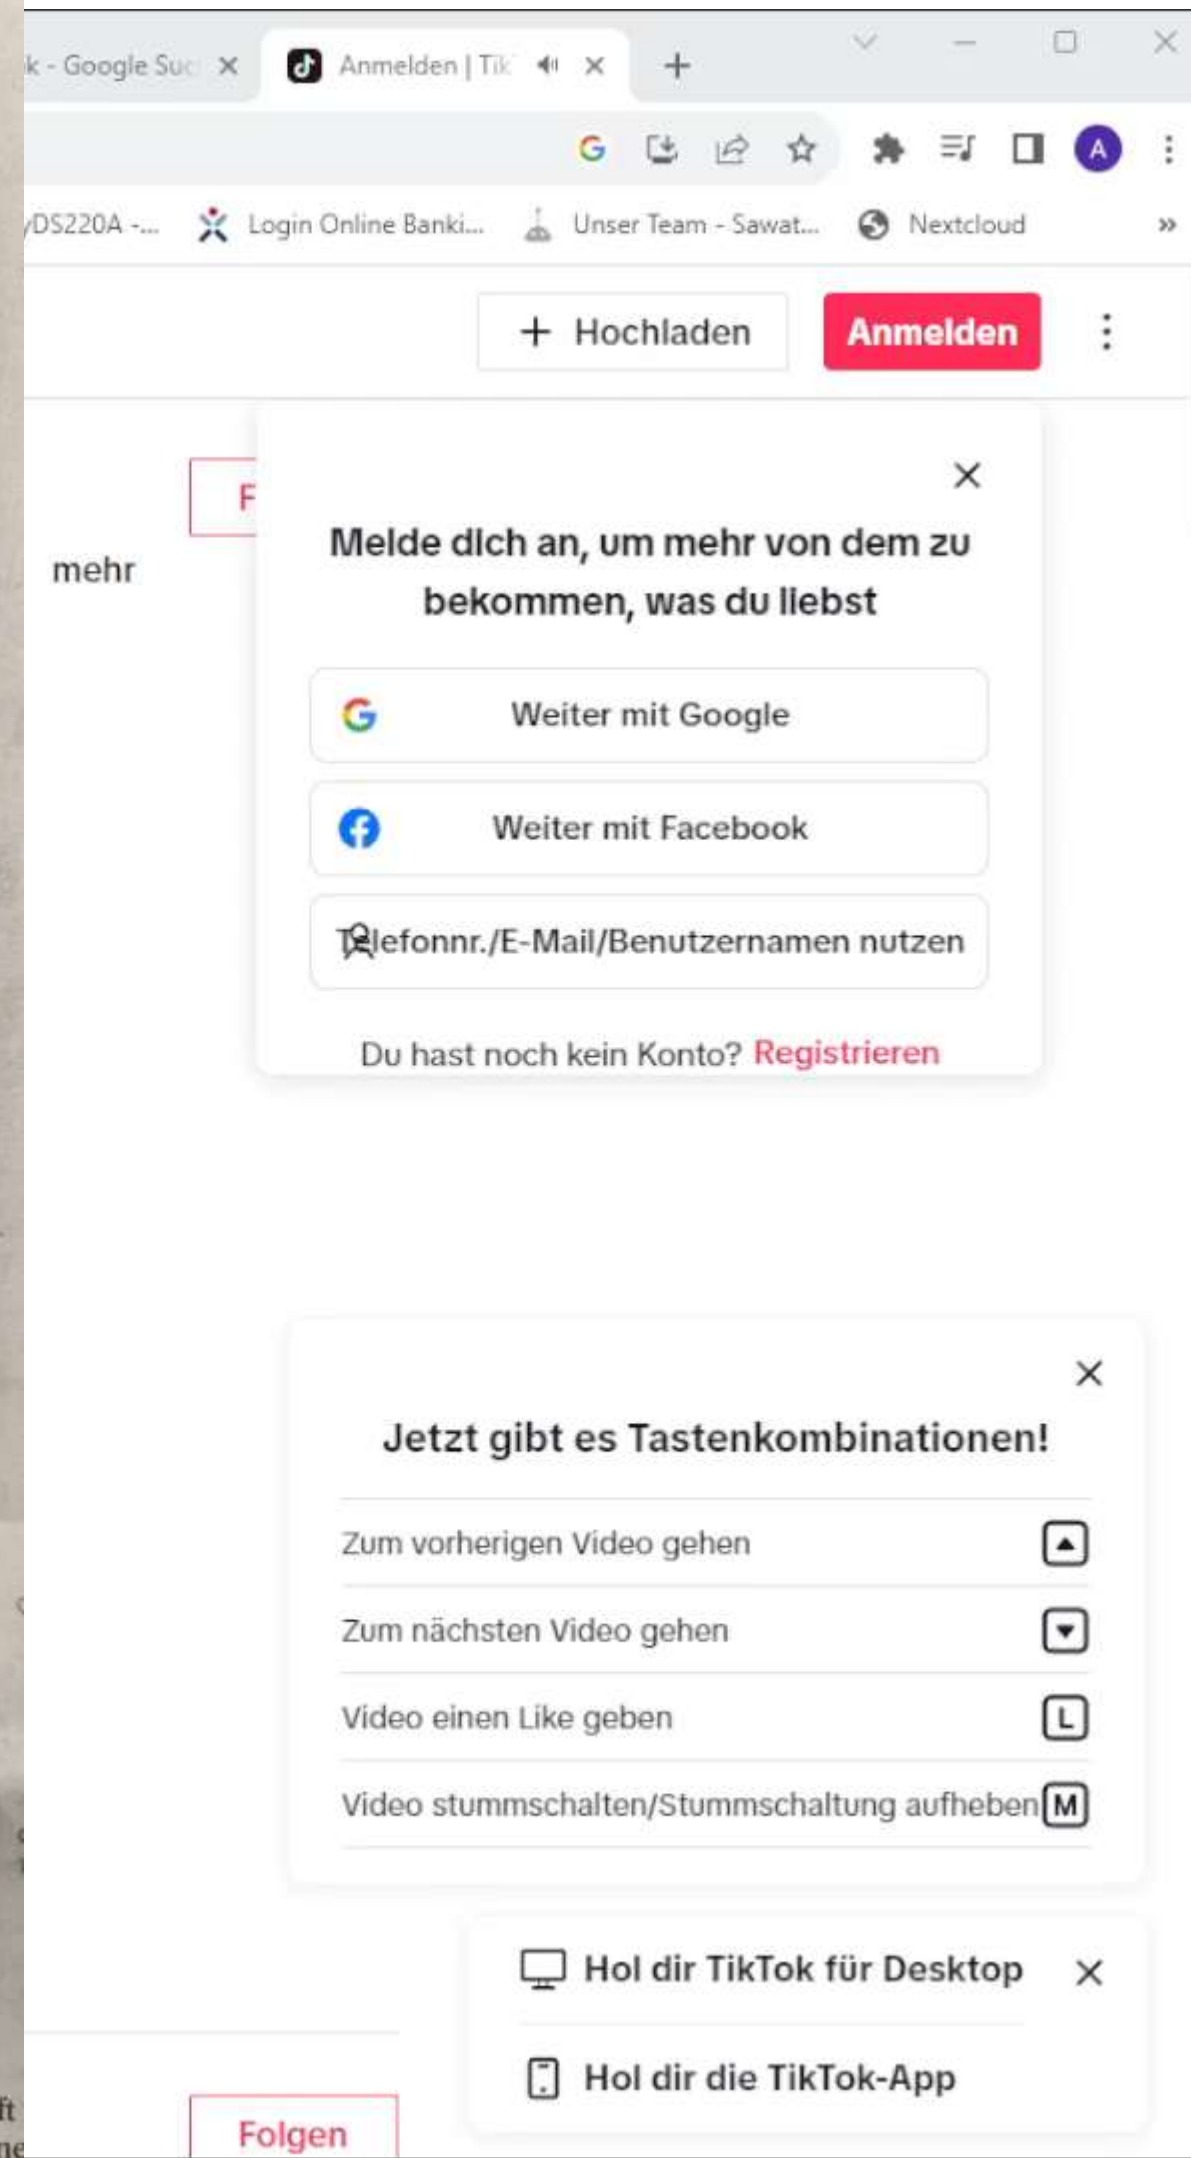 k - Google Suc
Anmelden | Tik
A
yDS220A -...
Login Online Banki...
Unser Team - Sawat...
Nextcloud
»
+ Hochladen
Anmelden
F
mehr
Melde dich an, um mehr von dem zu
bekommen, was du liebst
Weiter mit Google
Weiter mit Facebook
Telefonnr./E-Mail/Benutzernamen nutzen
Du hast noch kein Konto? Registrieren
Jetzt gibt es Tastenkombinationen!
Zum vorherigen Video gehen
Zum nächsten Video gehen
Video einen Like geben L
Video stummschalten/Stummschaltung aufheben M
Hol dir TikTok für Desktop
Hol dir die TikTok-App
Folgen